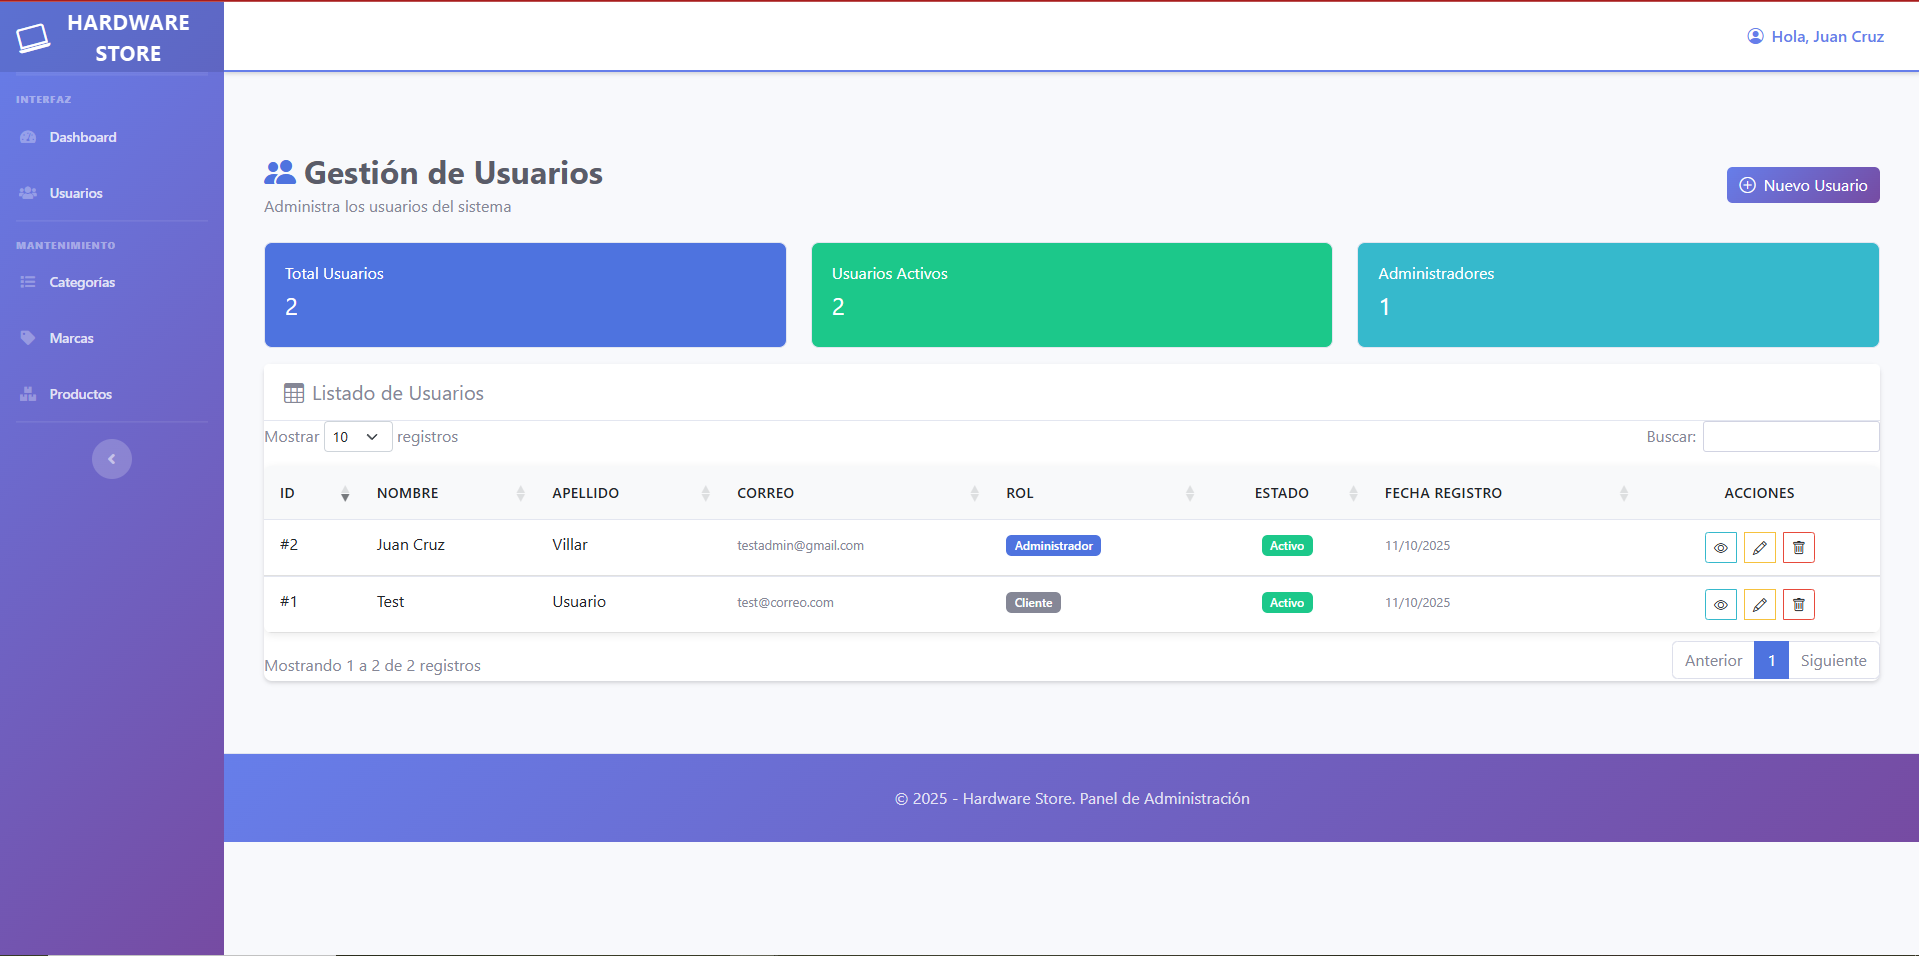 HARDWARE
STORE
Hola, Juan Cruz
INTERFAZ
Dashboard
Usuarios
MANTENIMIENTO
Categorías
Marcas
Productos
Gestión de Usuarios
Administra los usuarios del sistema
Nuevo Usuario
Total Usuarios
2
Usuarios Activos
2
Administradores
1
Listado de Usuarios
Mostrar 10 registros
Buscar:
ID NOMBRE APELLIDO CORREO ROL ESTADO FECHA REGISTRO ACCIONES
#2 Juan Cruz Villar testadmin@gmail.com Administrador Activo 11/10/2025
#1 Test Usuario test@correo.com Cliente Activo 11/10/2025
Mostrando 1 a 2 de 2 registros
Anterior 1 Siguiente
© 2025 - Hardware Store. Panel de Administración